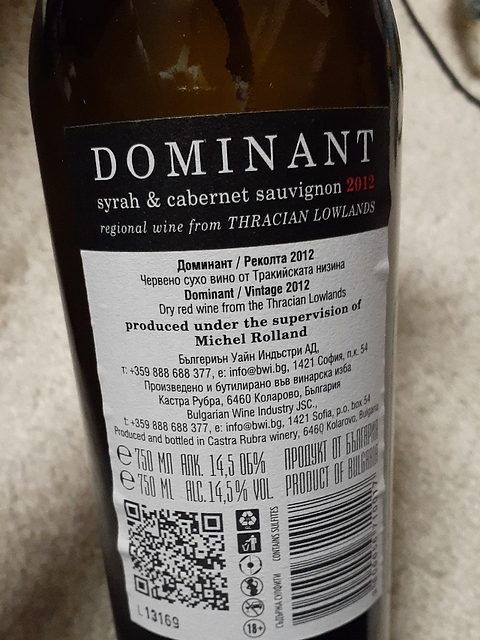 DOMINANT
syrah & cabernet sauvignon 2012
regional wine from THRACIAN LOWLANDS
Доминант / Реколта 2012
Червено сухо вино от Тракийската низина
Dominant / Vintage 2012
Dry red wine from the Thracian Lowlands
produced under the supervision of
Michel Rolland
Бългериън Уайн Индъстри АД,
т: +359 888 688 377, e: info@bwi.bg, 1421 София, п.к. 54
Произведено и бутилирано във винарска изба
Кастра Рубра, 6460 Коларово, България
Bulgarian Wine Industry JSC.,
t: +359 888 688 377, e: info@bwi.bg, 1421 Sofia, p.o. box 54
Produced and bottled in Castra Rubra winery, 6460 Kolarovo, Bulgaria
℮ 750 МЛ АЛК. 14,5 ОБ% ПРОДУКТ ОТ БЪЛГАРИЯ
℮ 750 ML ALC. 14,5% VOL PRODUCT OF BULGARIA
GL
CONTAINS SULFITES
СЪДЪРЖА СУЛФИТИ
18+
L13169